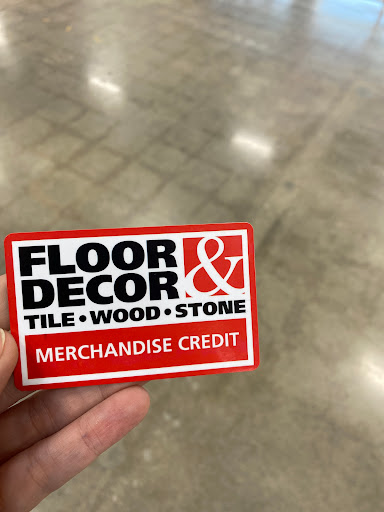 FLOOR &
DECOR
TILE • WOOD • STONE
MERCHANDISE CREDIT